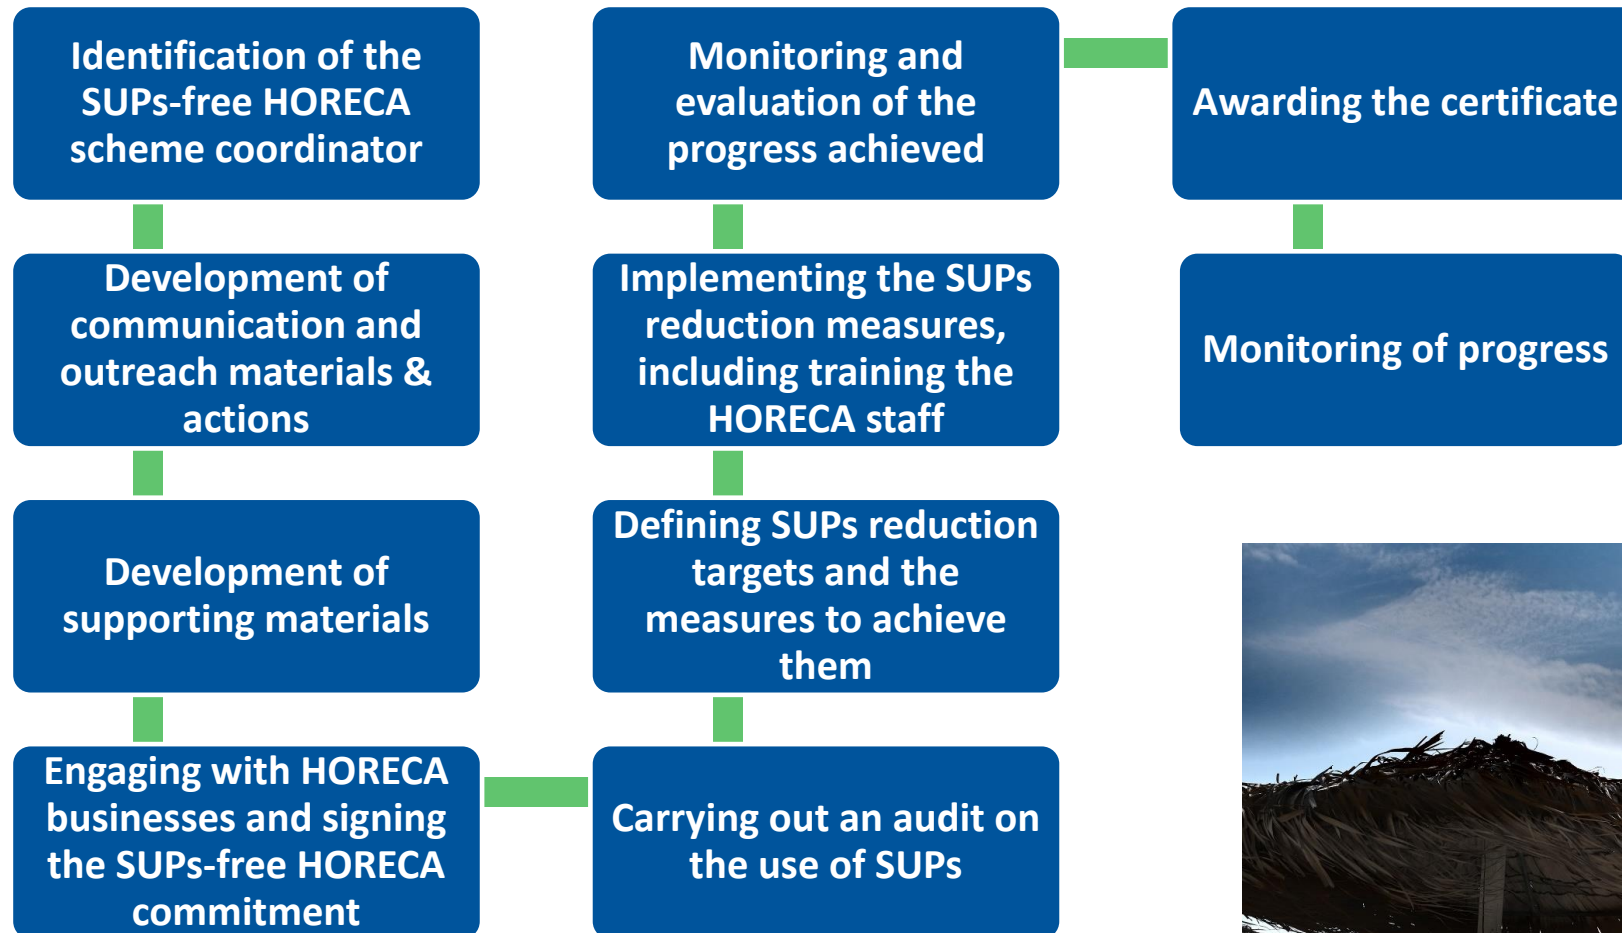 Identification of the
SUPs-free HORECA
scheme coordinator
Development of
communication and
outreach materials &
actions
Development of
supporting materials
Engaging with HORECA
businesses and signing
the SUPs-free HORECA
commitment
Carrying out an audit on
the use of SUPs
Defining SUPs reduction
targets and the
measures to achieve
them
Implementing the SUPs
reduction measures,
including training the
HORECA staff
Monitoring and
evaluation of the
progress achieved
Awarding the certificate
Monitoring of progress